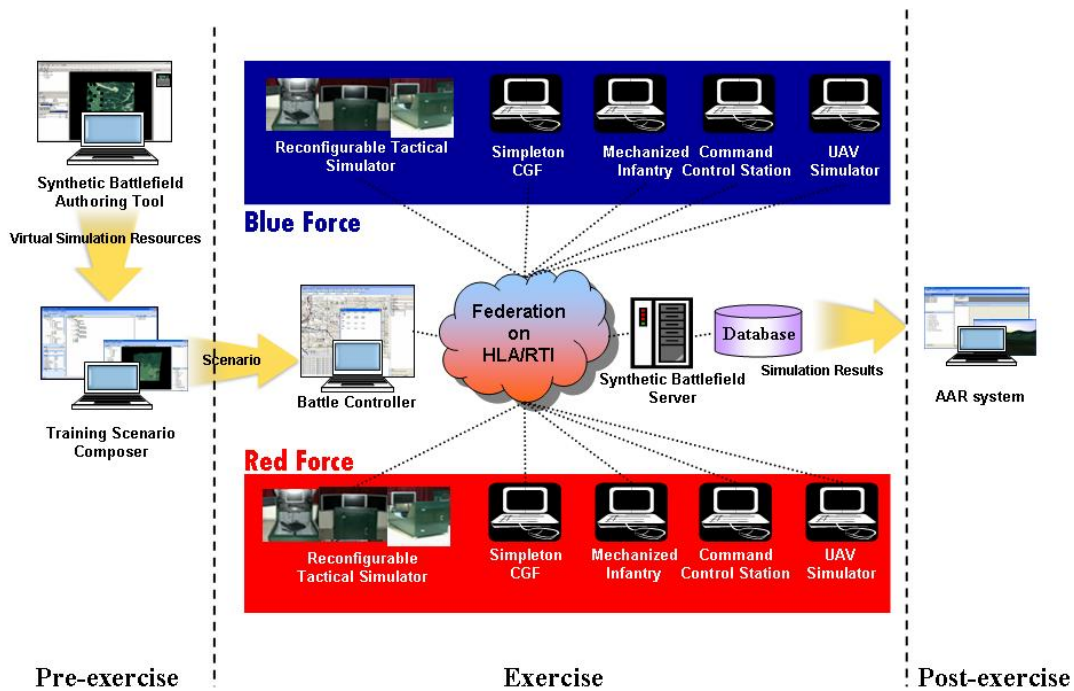 Synthetic Battlefield
Authoring Tool
Virtual Simulation Resources
Training Scenario
Composer
Scenario
Reconfigurable Tactical
Simulator
Simpleton
CGF
Mechanized
Infantry
Command
Control Station
UAV
Simulator
Blue Force
Battle Controller
Federation
on
HLA/RTI
Synthetic Battlefield
Server
Database
Simulation Results
AAR system
Red Force
Reconfigurable
Tactical Simulator
Simpleton
CGF
Mechanized
Infantry
Command
Control Station
UAV
Simulator
Pre-exercise
Exercise
Post-exercise